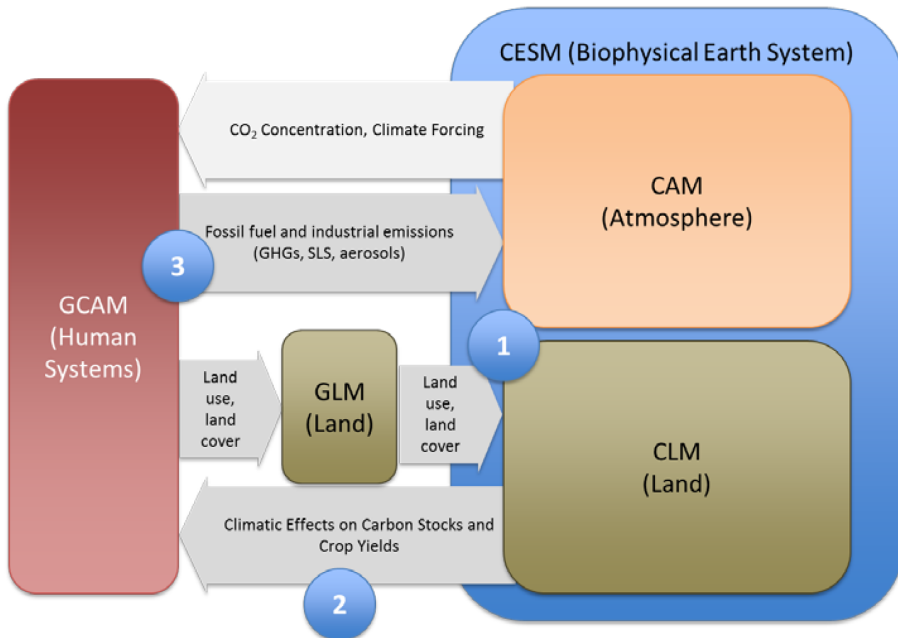 CESM (Biophysical Earth System)
CO₂ Concentration, Climate Forcing
CAM
(Atmosphere)
Fossil fuel and industrial emissions
(GHGs, SLS, aerosols)
3
GCAM
(Human
Systems)
1
Land
use,
land
cover
GLM
(Land)
Land
use,
land
cover
CLM
(Land)
Climatic Effects on Carbon Stocks and
Crop Yields
2